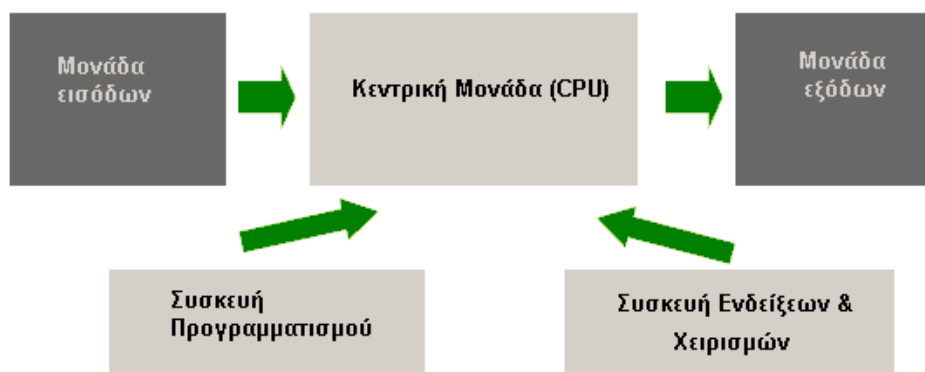 Μονάδα
εισόδων
Κεντρική Μονάδα (CPU)
Μονάδα
εξόδων
Συσκευή
Προγραμματισμού
Συσκευή Ενδείξεων &
Χειρισμών